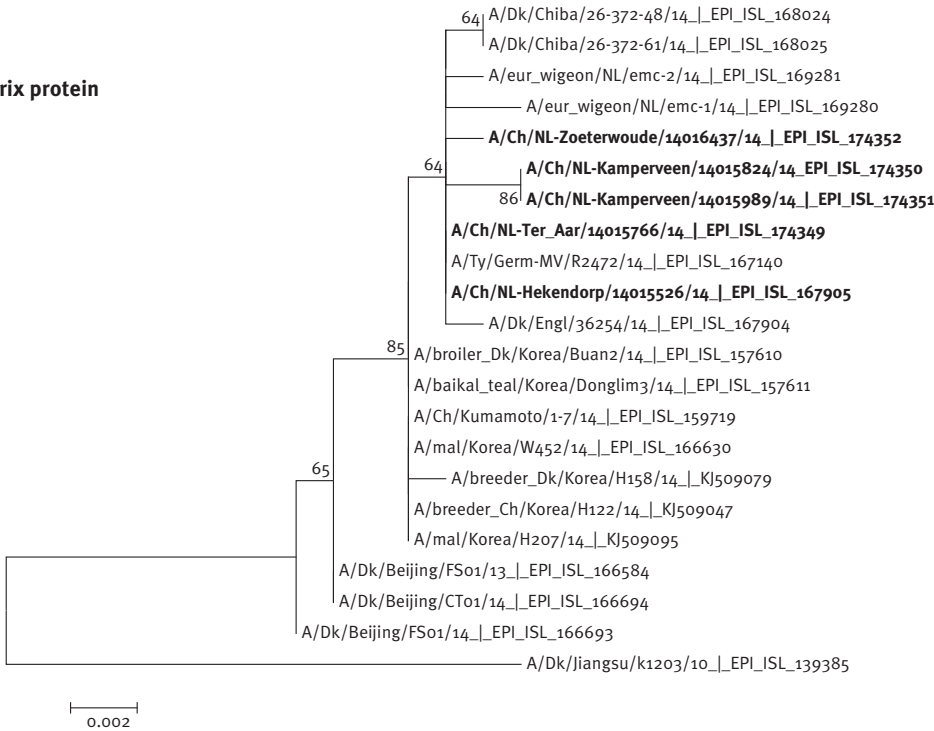 64
A/Dk/Chiba/26-372-48/14_|_EPI_ISL_168024
A/Dk/Chiba/26-372-61/14_|_EPI_ISL_168025
A/eur_wigeon/NL/emc-2/14_|_EPI_ISL_169281
rix protein
A/eur_wigeon/NL/emc-1/14_|_EPI_ISL_169280
A/Ch/NL-Zoeterwoude/14016437/14_|_EPI_ISL_174352
64
A/Ch/NL-Kamperveen/14015824/14_EPI_ISL_174350
86
A/Ch/NL-Kamperveen/14015989/14_|_EPI_ISL_174351
A/Ch/NL-Ter_Aar/14015766/14_|_EPI_ISL_174349
A/Ty/Germ-MV/R2472/14_|_EPI_ISL_167140
A/Ch/NL-Hekendorp/14015526/14_|_EPI_ISL_167905
A/Dk/Engl/36254/14_|_EPI_ISL_167904
85
A/broiler_Dk/Korea/Buan2/14_|_EPI_ISL_157610
A/baikal_teal/Korea/Donglim3/14_|_EPI_ISL_157611
A/Ch/Kumamoto/1-7/14_|_EPI_ISL_159719
A/mal/Korea/W452/14_|_EPI_ISL_166630
65
A/breeder_Dk/Korea/H158/14_|_KJ509079
A/breeder_Ch/Korea/H122/14_|_KJ509047
A/mal/Korea/H207/14_|_KJ509095
A/Dk/Beijing/FS01/13_|_EPI_ISL_166584
A/Dk/Beijing/CT01/14_|_EPI_ISL_166694
A/Dk/Beijing/FS01/14_|_EPI_ISL_166693
A/Dk/Jiangsu/k1203/10_|_EPI_ISL_139385
0.002